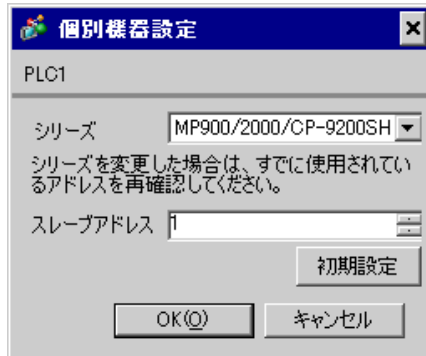 個別機器設定
PLC1
シリーズ MP900/2000/CP-9200SH
シリーズを変更した場合は、すでに使用されてい
るアドレスを再確認してください。
スレーブアドレス 1
初期設定
OK(O) キャンセル